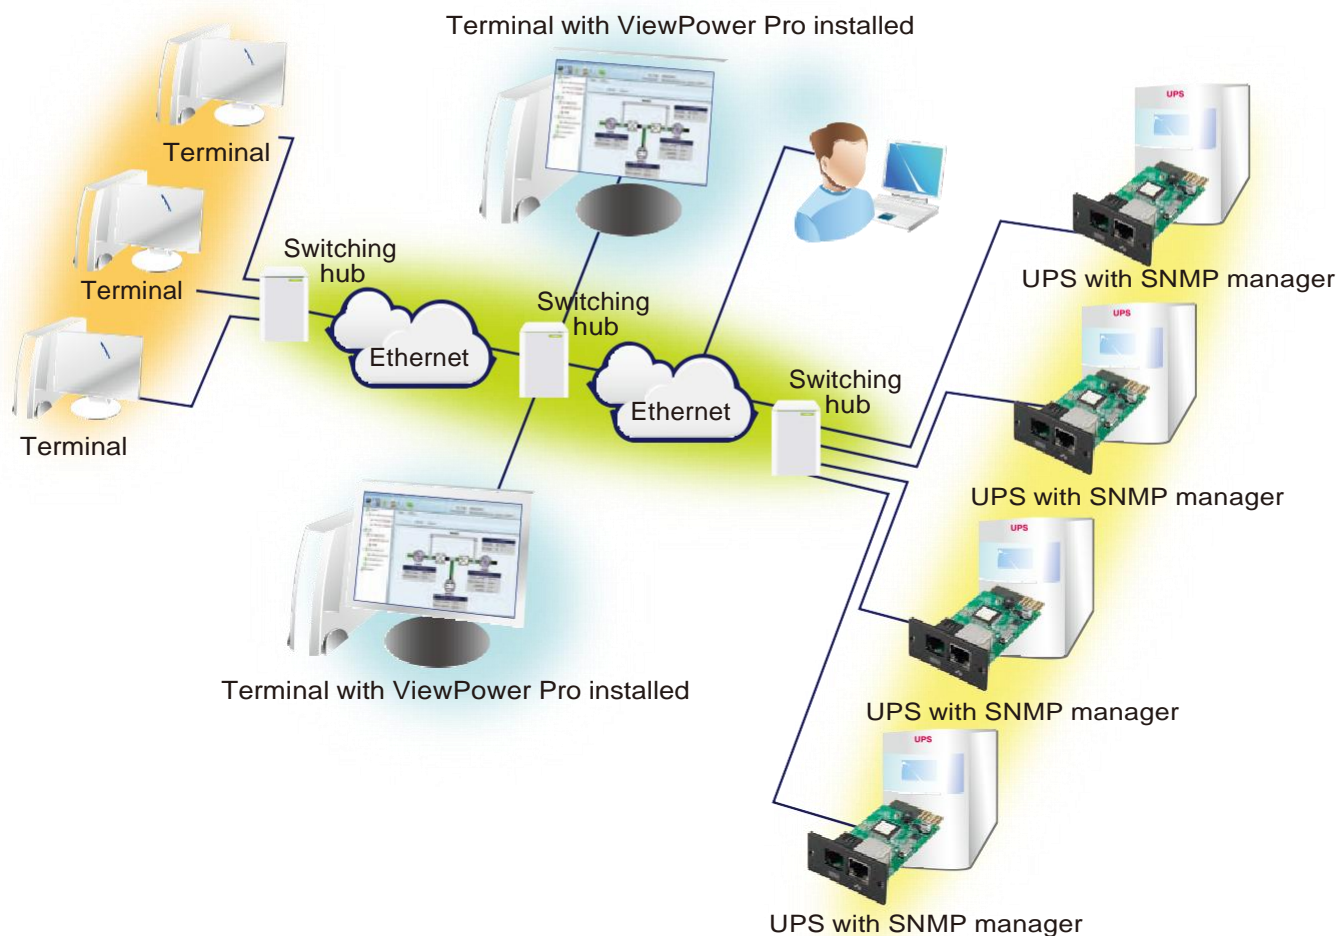 Terminal with ViewPower Pro installed
UPS
Terminal
Switching
hub
UPS with SNMP manager
Terminal
Switching
hub
UPS
Ethernet
Switching
hub
Ethernet
Terminal
UPS with SNMP manager
UPS
Terminal with ViewPower Pro installed
UPS with SNMP manager
UPS
UPS with SNMP manager